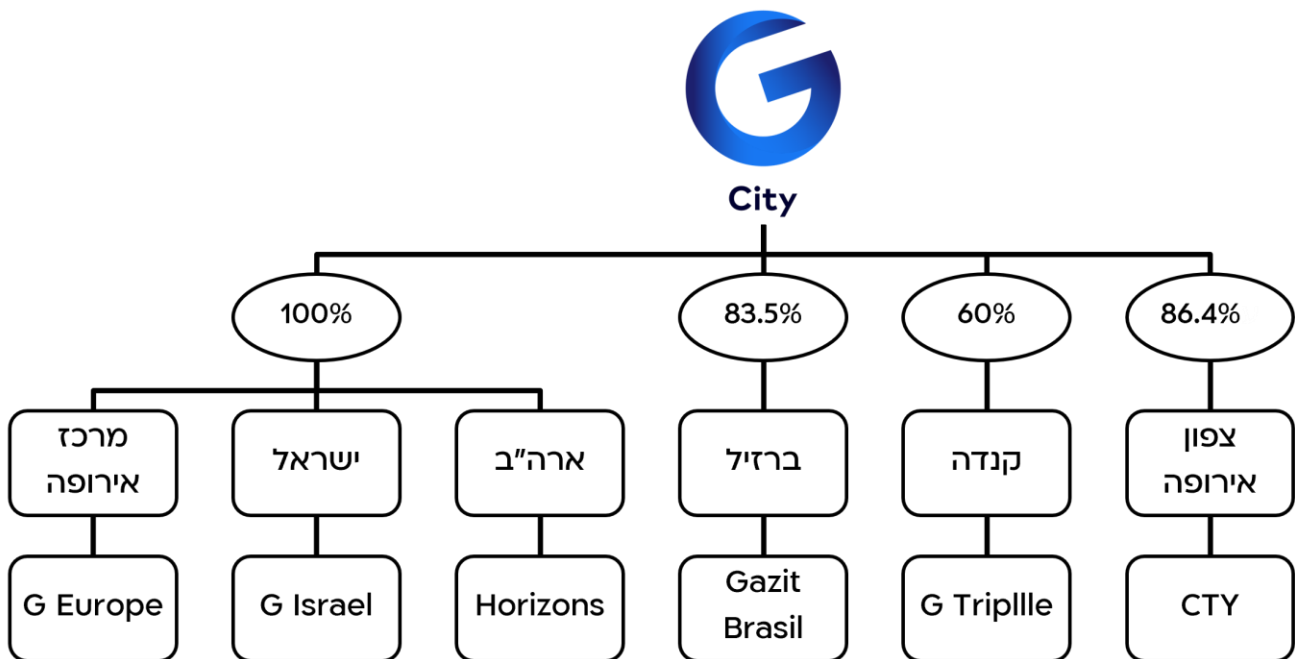 City
100%
83.5%
60%
86.4%
מרכז
אירופה
ישראל
ארה"ב
ברזיל
קנדה
צפון
אירופה
G Europe
G Israel
Horizons
Gazit
Brasil
G Tripllle
CTY